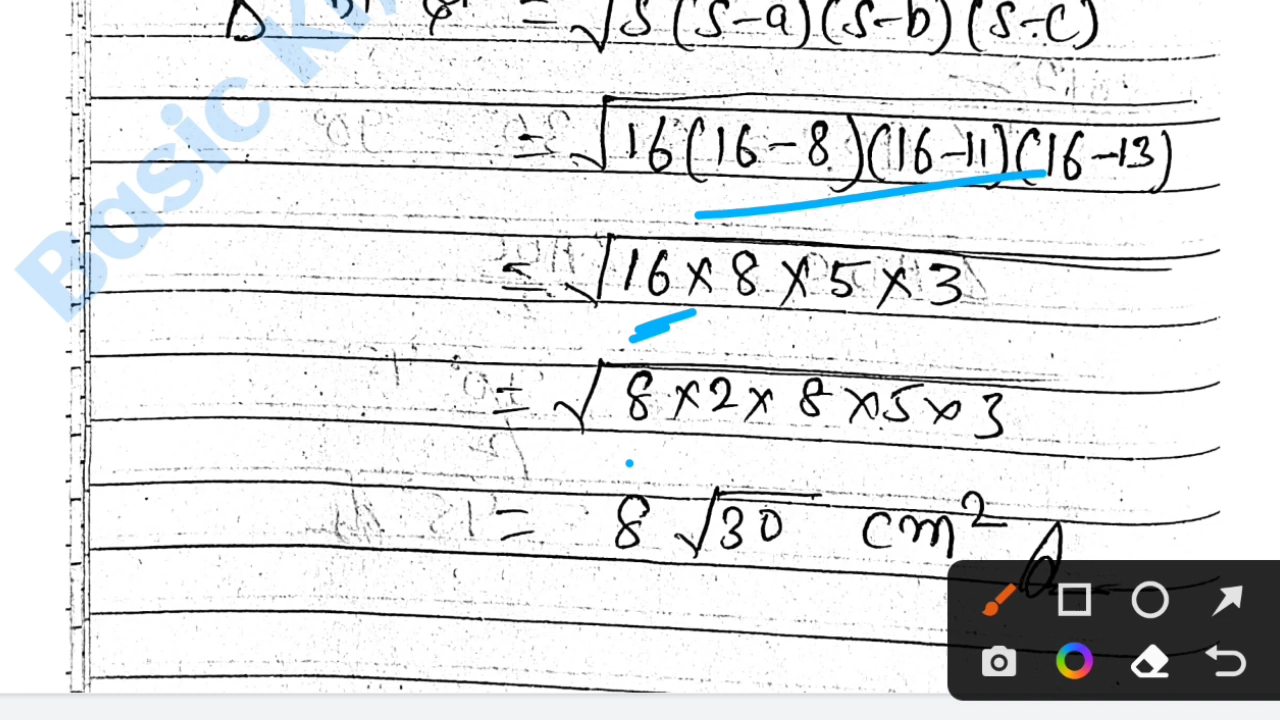 Δ = √s(s-a)(s-b)(s-c)
= √16(16-8)(16-11)(16-13)
= √16×8×5×3
= √8×2×8×5×3
= 8√30 cm²
Basic